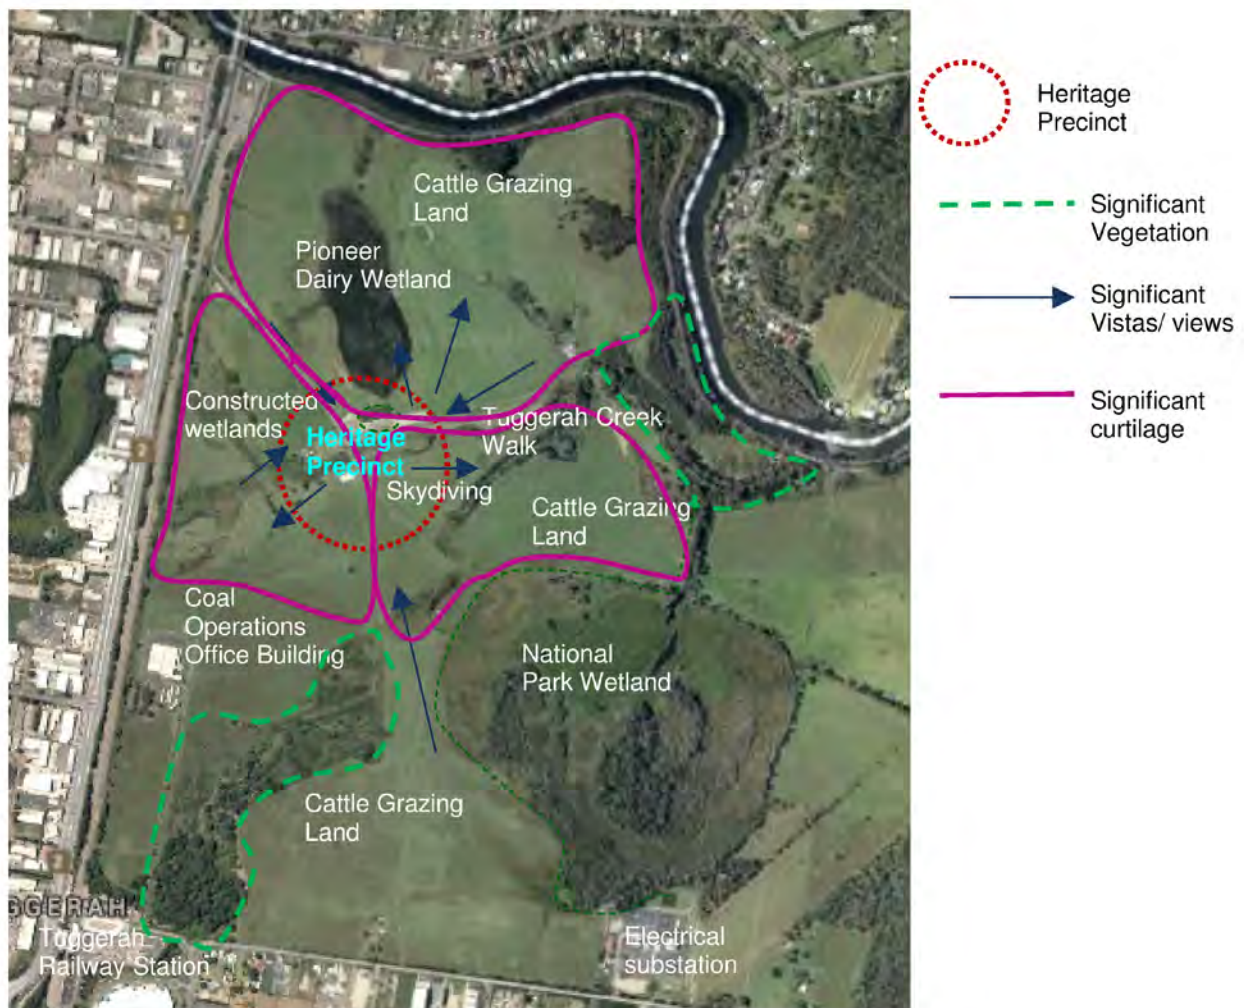 Cattle Grazing
Land
Pioneer
Dairy Wetland
Constructed
wetlands
Heritage
Precinct
Tuggerah Creek
Walk
Skydiving
Cattle Grazing
Land
Coal
Operations
Office Building
National
Park Wetland
Cattle Grazing
Land
GGERAH
Tuggerah
Railway Station
Electrical
substation
Heritage
Precinct
Significant
Vegetation
Significant
Vistas/ views
Significant
curtilage